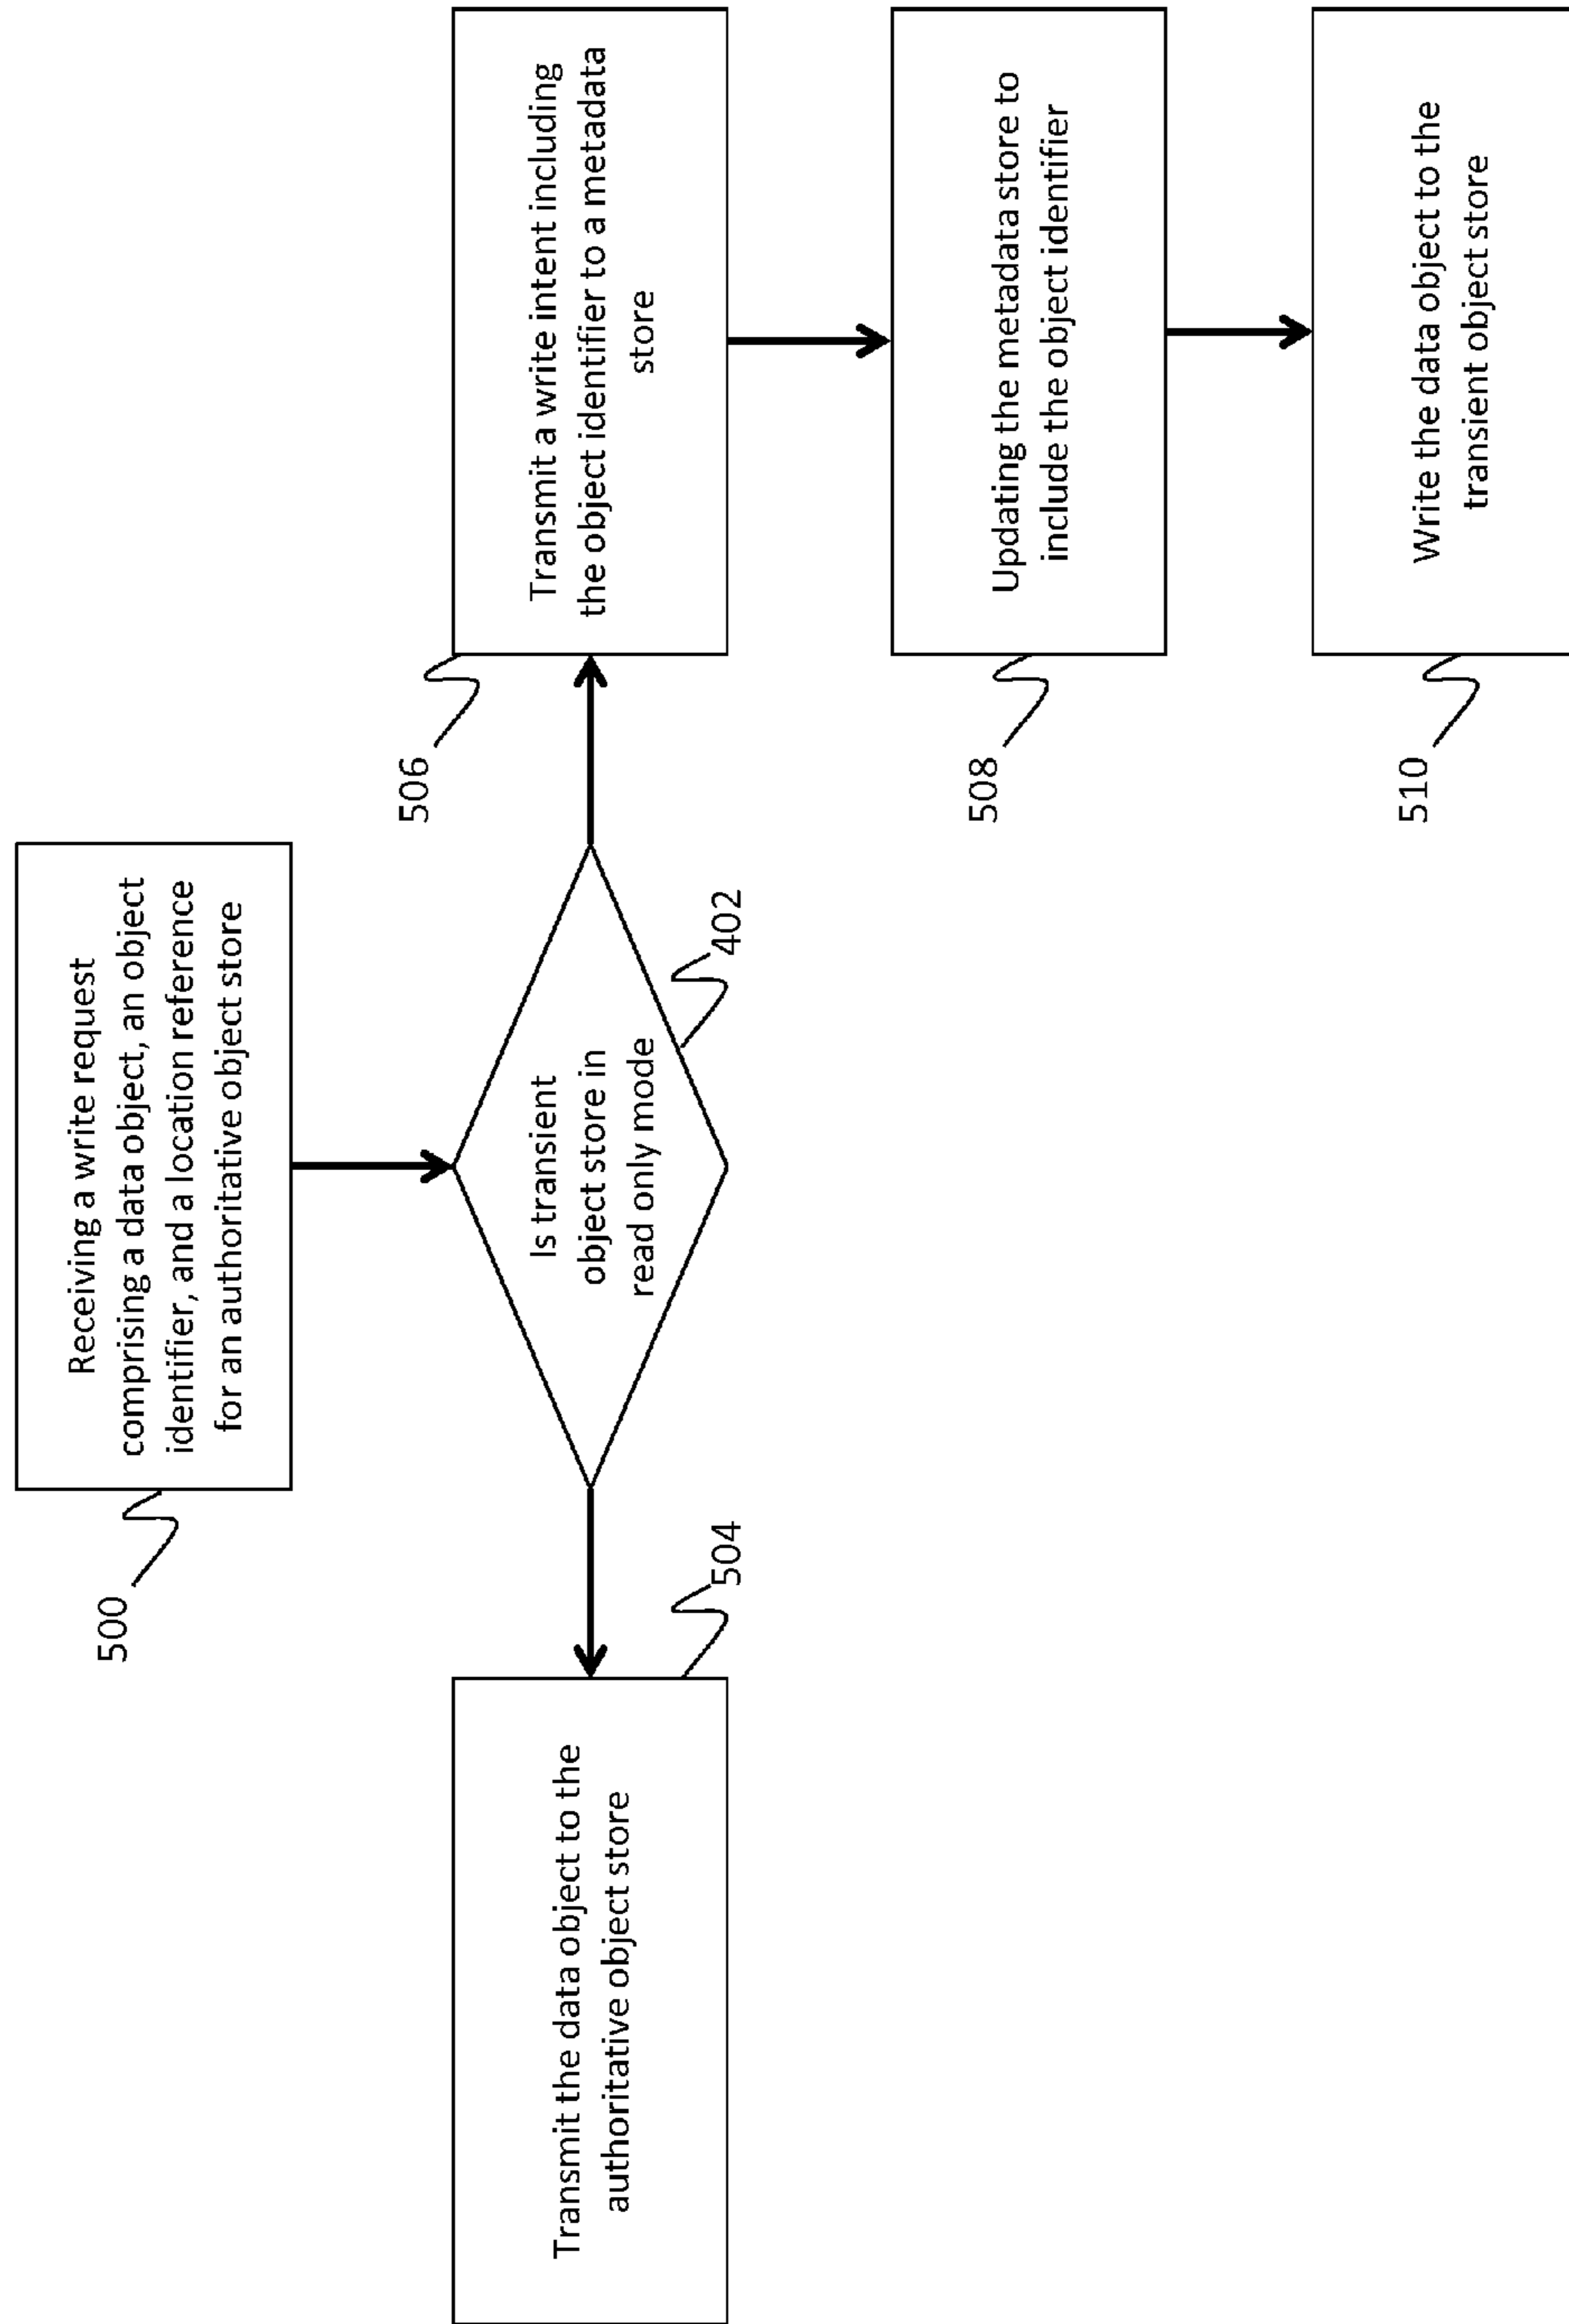 500
Receiving a write request
comprising a data object, an object
identifier, and a location reference
for an authoritative object store
Is transient
object store in
read only mode
402
504
Transmit the data object to the
authoritative object store
506
Transmit a write intent including
the object identifier to a metadata
store
508
Updating the metadata store to
include the object identifier
510
Write the data object to the
transient object store